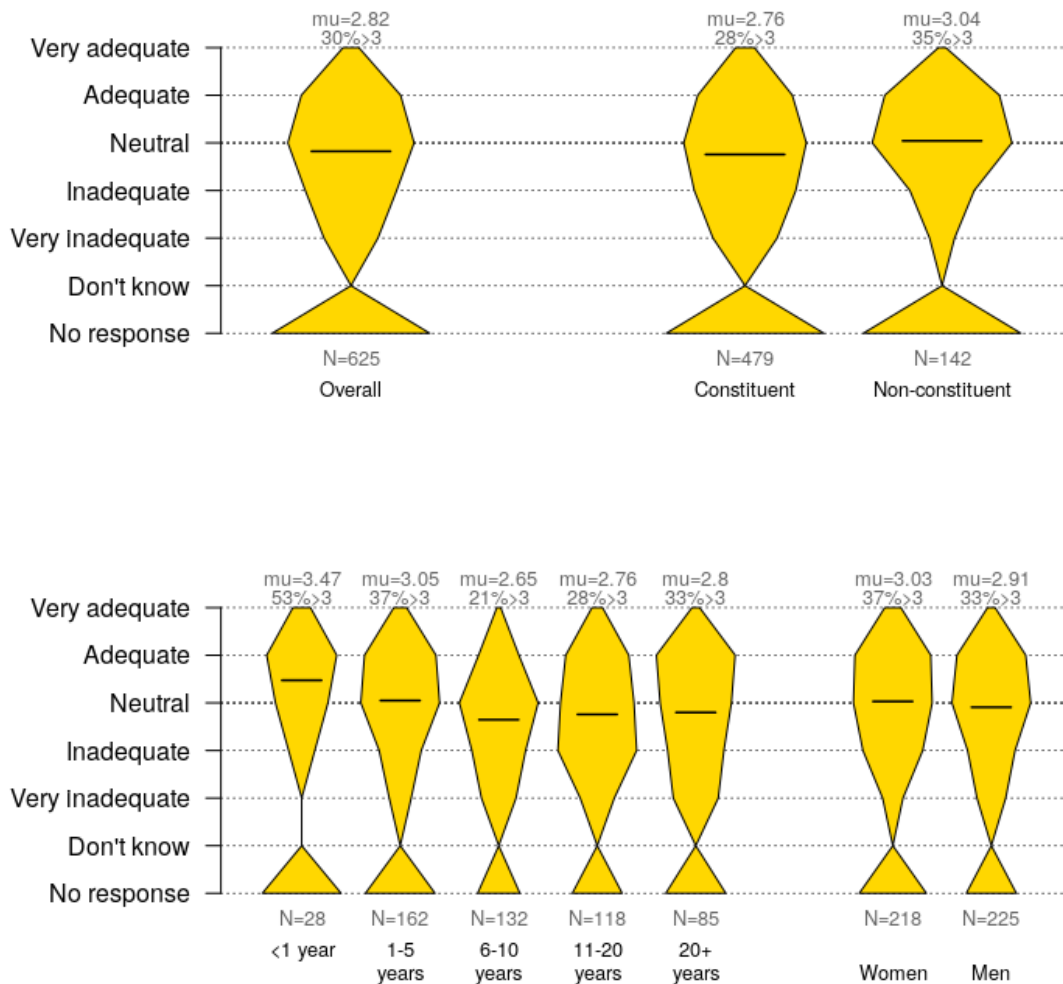 mu=2.82 mu=2.76 mu=3.04
30%>3 28%>3 35%>3
Very adequate
Adequate
Neutral
Inadequate
Very inadequate
Don't know
No response
N=625 N=479 N=142
Overall Constituent Non-constituent
mu=3.47 mu=3.05 mu=2.65 mu=2.76 mu=2.8 mu=3.03 mu=2.91
53%>3 37%>3 21%>3 28%>3 33%>3 37%>3 33%>3
Very adequate
Adequate
Neutral
Inadequate
Very inadequate
Don't know
No response
N=28 N=162 N=132 N=118 N=85 N=218 N=225
<1 year 1-5 6-10 11-20 20+
years years years years Women Men